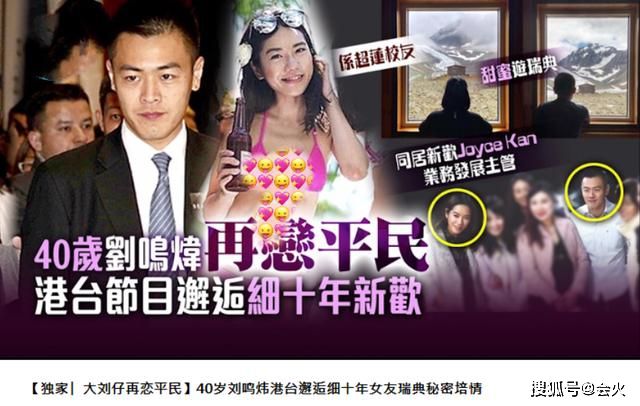 係超蓮校友
甜蜜遊瑞典
同居新歡Joyce Kan
業務發展主管
40歲劉鳴煒再戀平民
港台節目邂逅細十年新歡
【独家| 大刘仔再恋平民】40岁刘鸣炜港台邂逅细十年女友瑞典秘密培情
搜狐号@会火